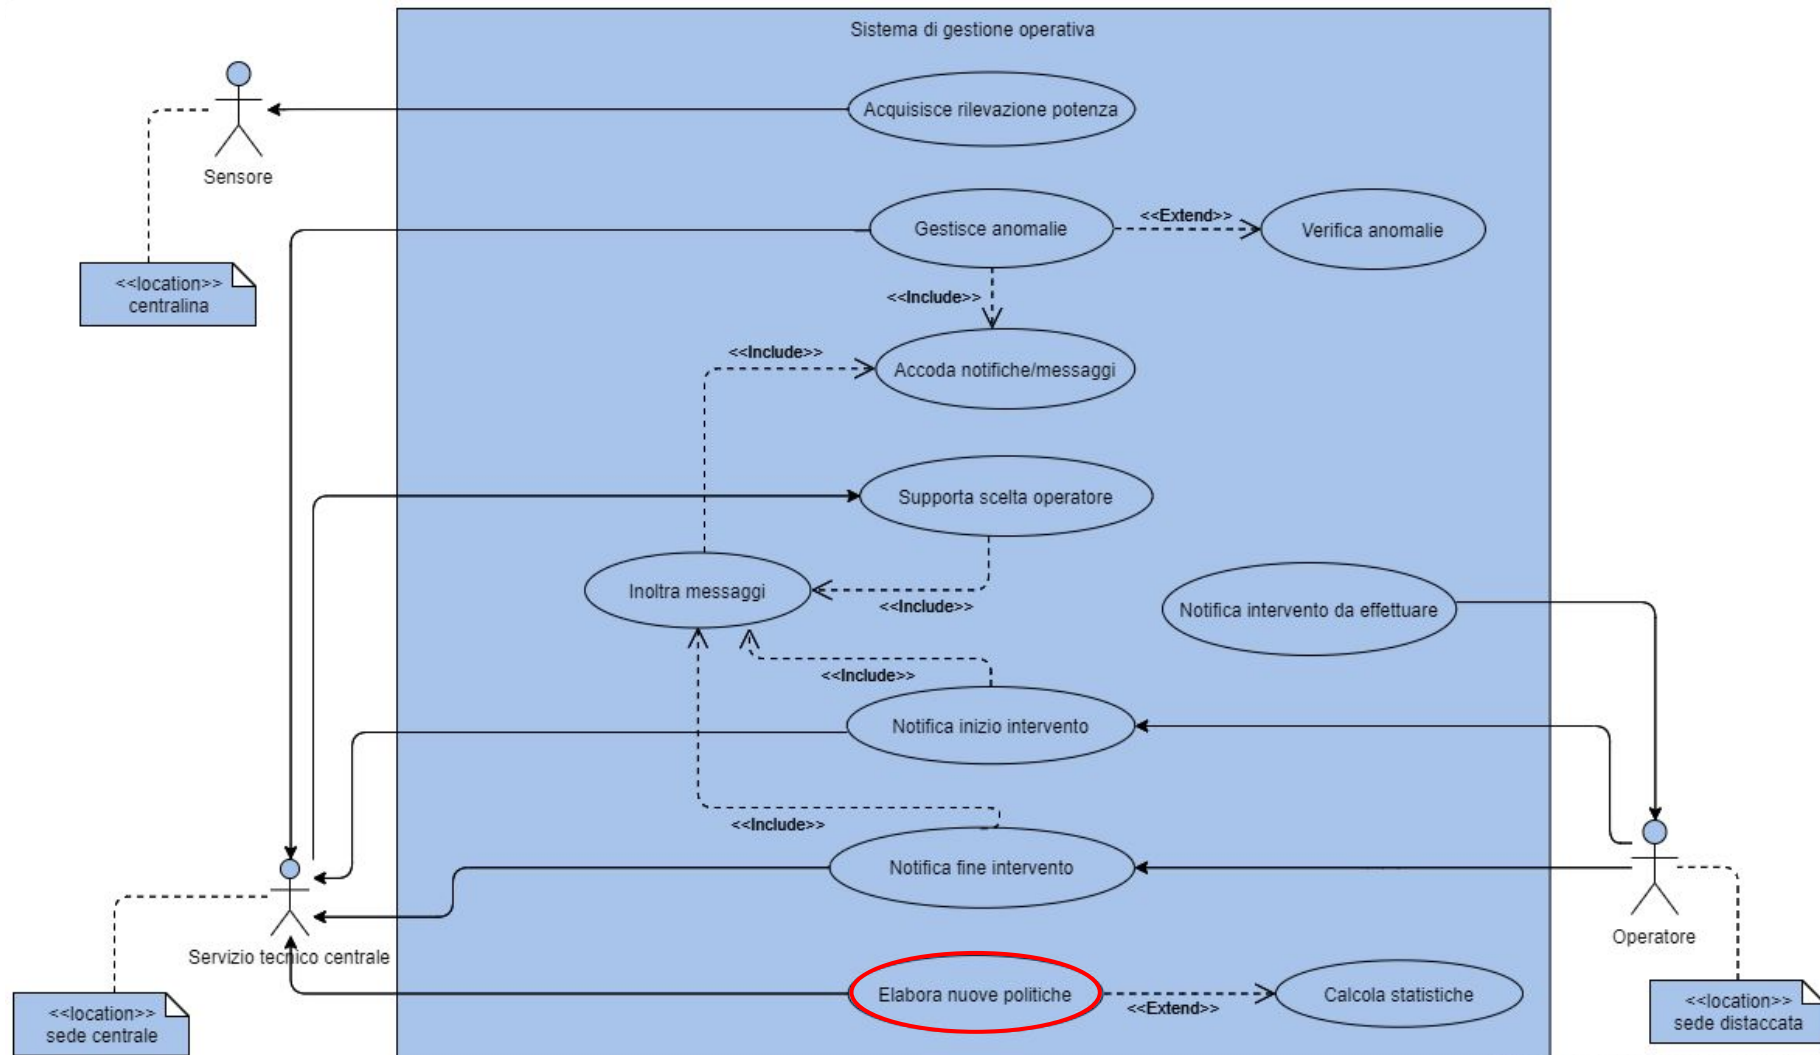 Sistema di gestione operativa
Acquisisce rilevazione potenza
Sensore
Gestisce anomalie
<<Extend>>
Verifica anomalie
<<location>>
centralina
<<Include>>
<<Include>>
Accoda notifiche/messaggi
Supporta scelta operatore
Inoltra messaggi
<<Include>>
Notifica intervento da effettuare
<<Include>>
Notifica inizio intervento
<<Include>>
Notifica fine intervento
Operatore
Servizio tecnico centrale
Elabora nuove politiche
<<Extend>>
Calcola statistiche
<<location>>
sede centrale
<<location>>
sede distaccata